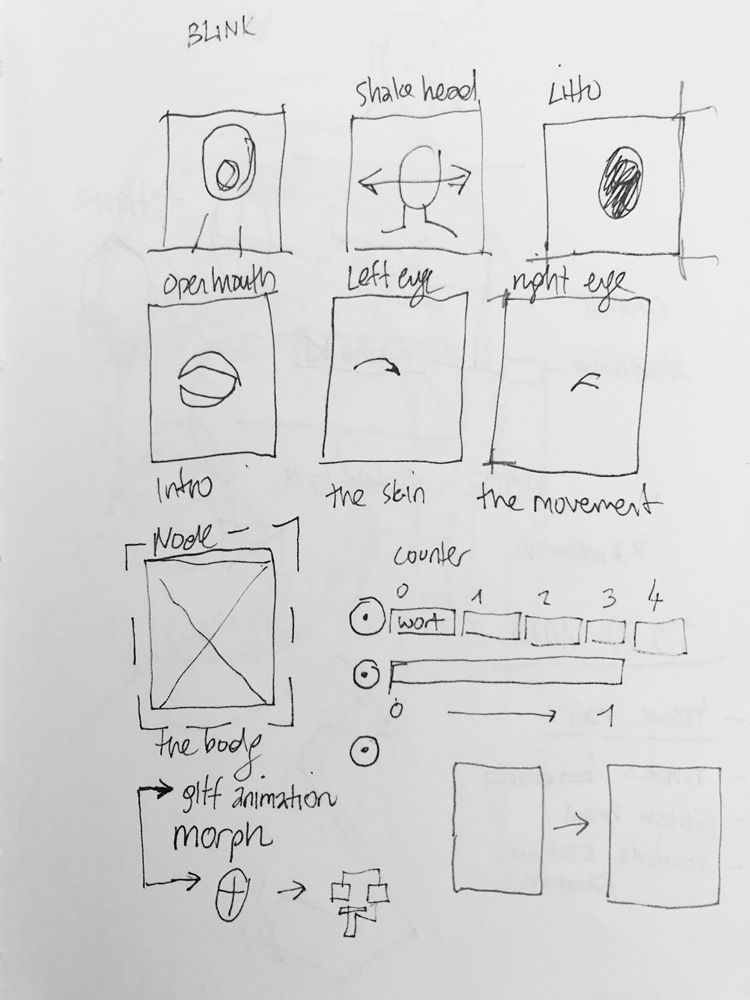 BLINK
shake head
open mouth
Left eye
right eye
Intro
the skin
the movement
Node
counter
0 1 2 3 4
wort
0 1
the body
gltf animation
morph